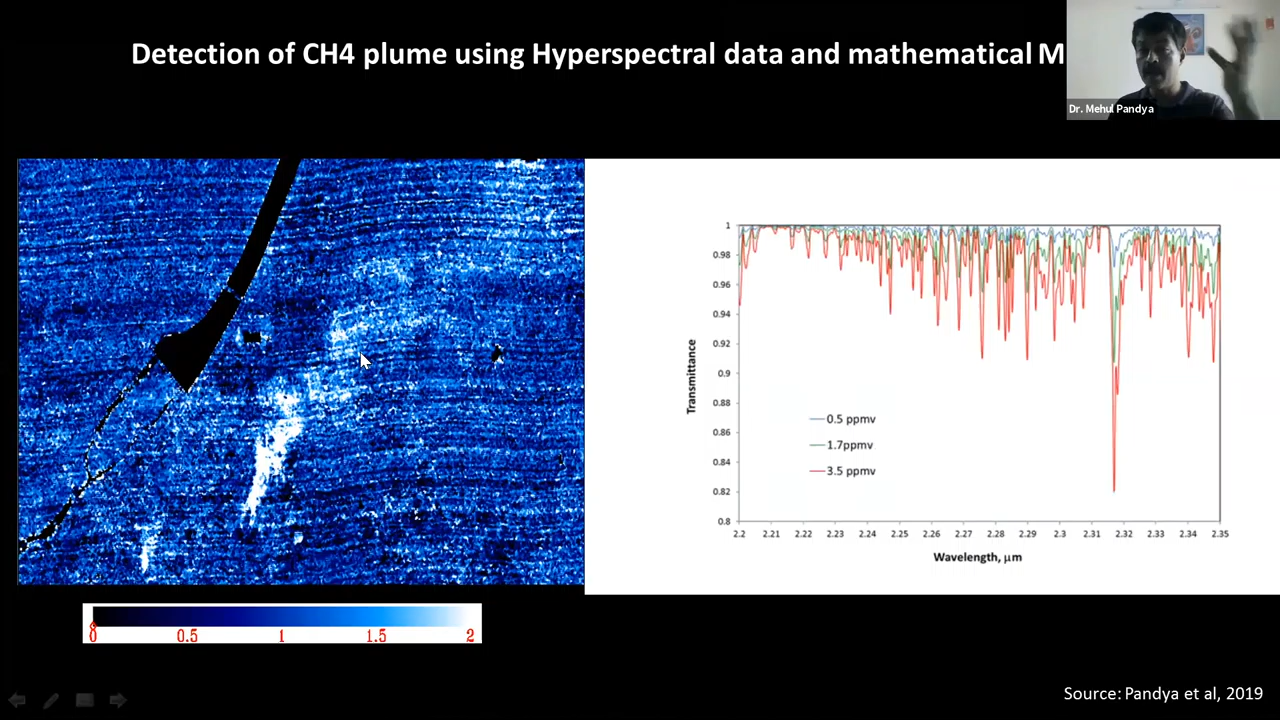 Detection of CH4 plume using Hyperspectral data and mathematical M
Dr. Mehul Pandya
1
0.98
0.96
0.94
0.92
0.9
0.88
0.86
0.84
0.82
0.8
Transmittance
0.5 ppmv
1.7ppmv
3.5 ppmv
2.2 2.21 2.22 2.23 2.24 2.25 2.26 2.27 2.28 2.29 2.3 2.31 2.32 2.33 2.34 2.35
Wavelength, μm
0 0.5 1 1.5 2
Source: Pandya et al, 2019